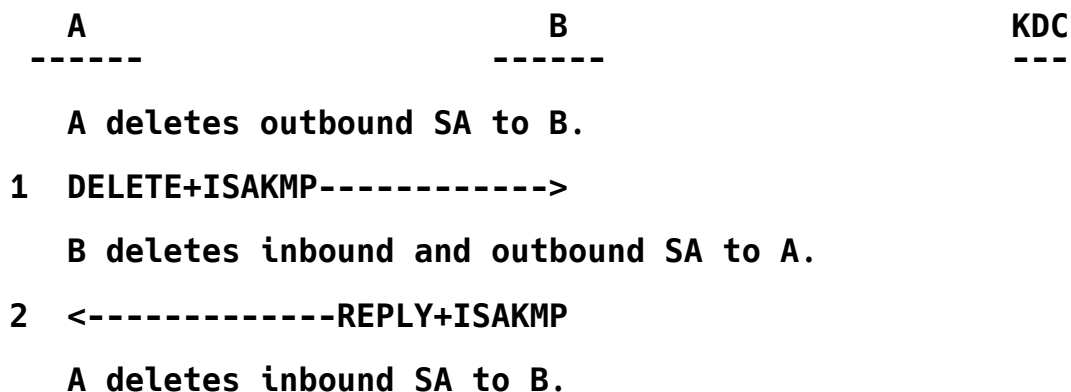 A                        B                       KDC
 ------                  ------                     ---
A deletes outbound SA to B.
1  DELETE+ISAKMP------------>
B deletes inbound and outbound SA to A.
2  <-------------REPLY+ISAKMP
A deletes inbound SA to B.